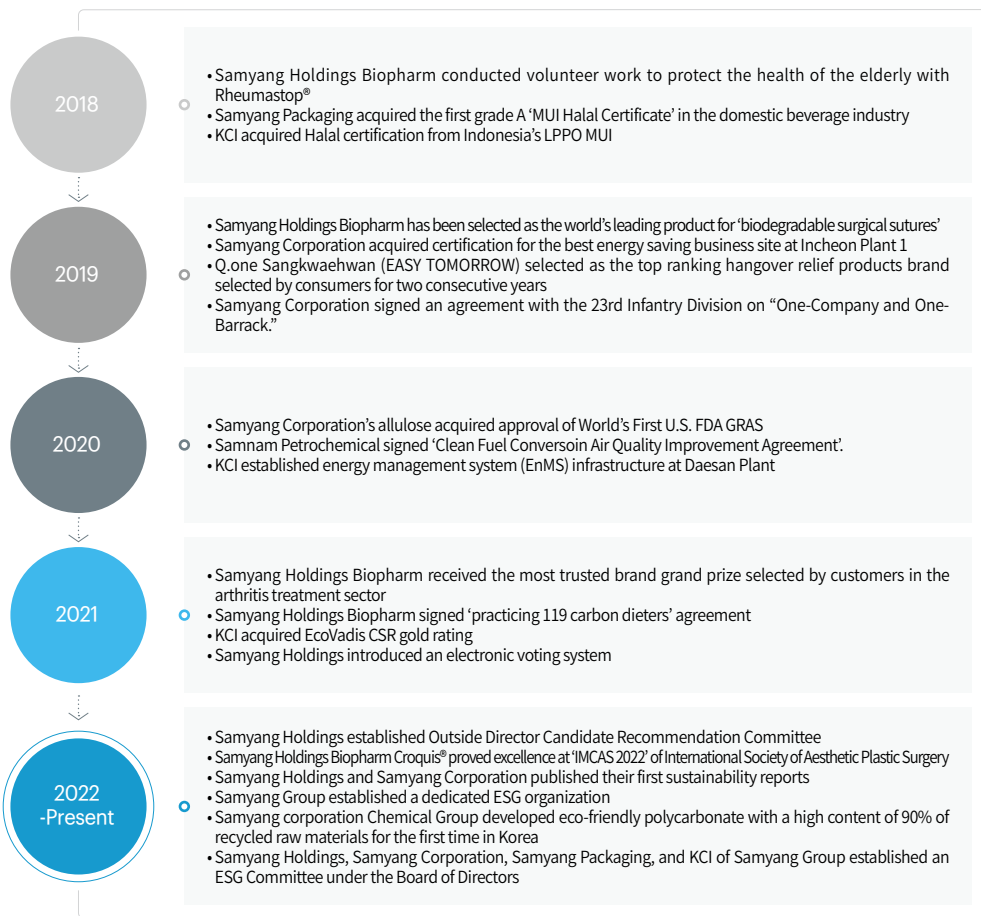 2018
• Samyang Holdings Biopharm conducted volunteer work to protect the health of the elderly with
Rheumastop®
• Samyang Packaging acquired the first grade A ‘MUI Halal Certificate’ in the domestic beverage industry
• KCI acquired Halal certification from Indonesia’s LPPO MUI
2019
• Samyang Holdings Biopharm has been selected as the world’s leading product for ‘biodegradable surgical sutures’
• Samyang Corporation acquired certification for the best energy saving business site at Incheon Plant 1
• Q.one Sangkwaehwan (EASY TOMORROW) selected as the top ranking hangover relief products brand
selected by consumers for two consecutive years
• Samyang Corporation signed an agreement with the 23rd Infantry Division on “One-Company and One-
Barrack.”
2020
• Samyang Corporation’s allulose acquired approval of World’s First U.S. FDA GRAS
• Samnam Petrochemical signed ‘Clean Fuel Conversoin Air Quality Improvement Agreement’.
• KCI established energy management system (EnMS) infrastructure at Daesan Plant
2021
• Samyang Holdings Biopharm received the most trusted brand grand prize selected by customers in the
arthritis treatment sector
• Samyang Holdings Biopharm signed ‘practicing 119 carbon dieters’ agreement
• KCI acquired EcoVadis CSR gold rating
• Samyang Holdings introduced an electronic voting system
2022
-Present
• Samyang Holdings established Outside Director Candidate Recommendation Committee
• Samyang Holdings Biopharm Croquis® proved excellence at ‘IMCAS 2022’ of International Society of Aesthetic Plastic Surgery
• Samyang Holdings and Samyang Corporation published their first sustainability reports
• Samyang Group established a dedicated ESG organization
• Samyang corporation Chemical Group developed eco-friendly polycarbonate with a high content of 90% of
recycled raw materials for the first time in Korea
• Samyang Holdings, Samyang Corporation, Samyang Packaging, and KCI of Samyang Group established an
ESG Committee under the Board of Directors